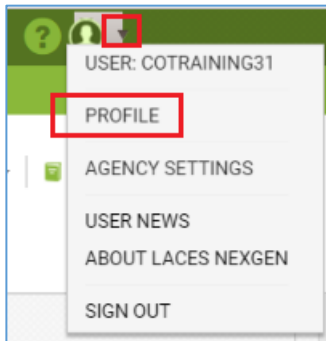 ?
USER: COTRAINING31
PROFILE
AGENCY SETTINGS
USER NEWS
ABOUT LACES NEXGEN
SIGN OUT